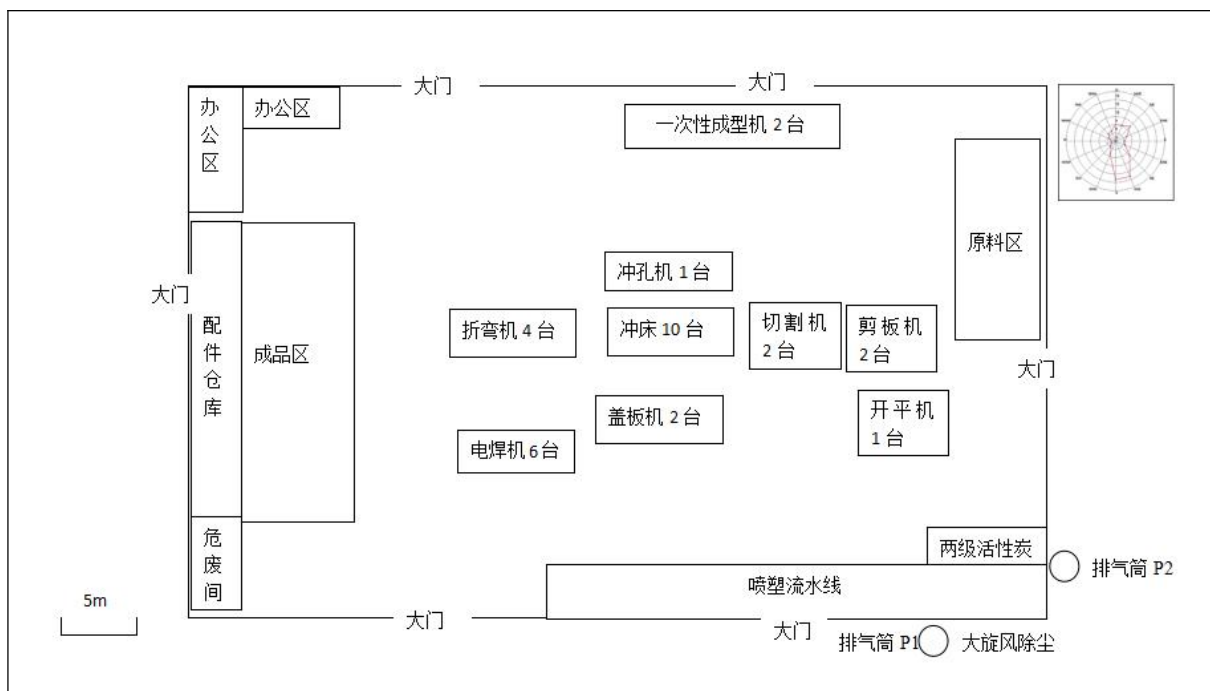 大门
大门
办公区
办公区
一次性成型机 2 台
原料区
冲孔机 1 台
大门
配件仓库
成品区
折弯机 4 台
冲床 10 台
切割机
2 台
剪板机
2 台
大门
盖板机 2 台
开平机
1 台
电焊机 6 台
危废间
两级活性炭
排气筒 P2
喷塑流水线
5m
大门
大门
排气筒 P1
大旋风除尘